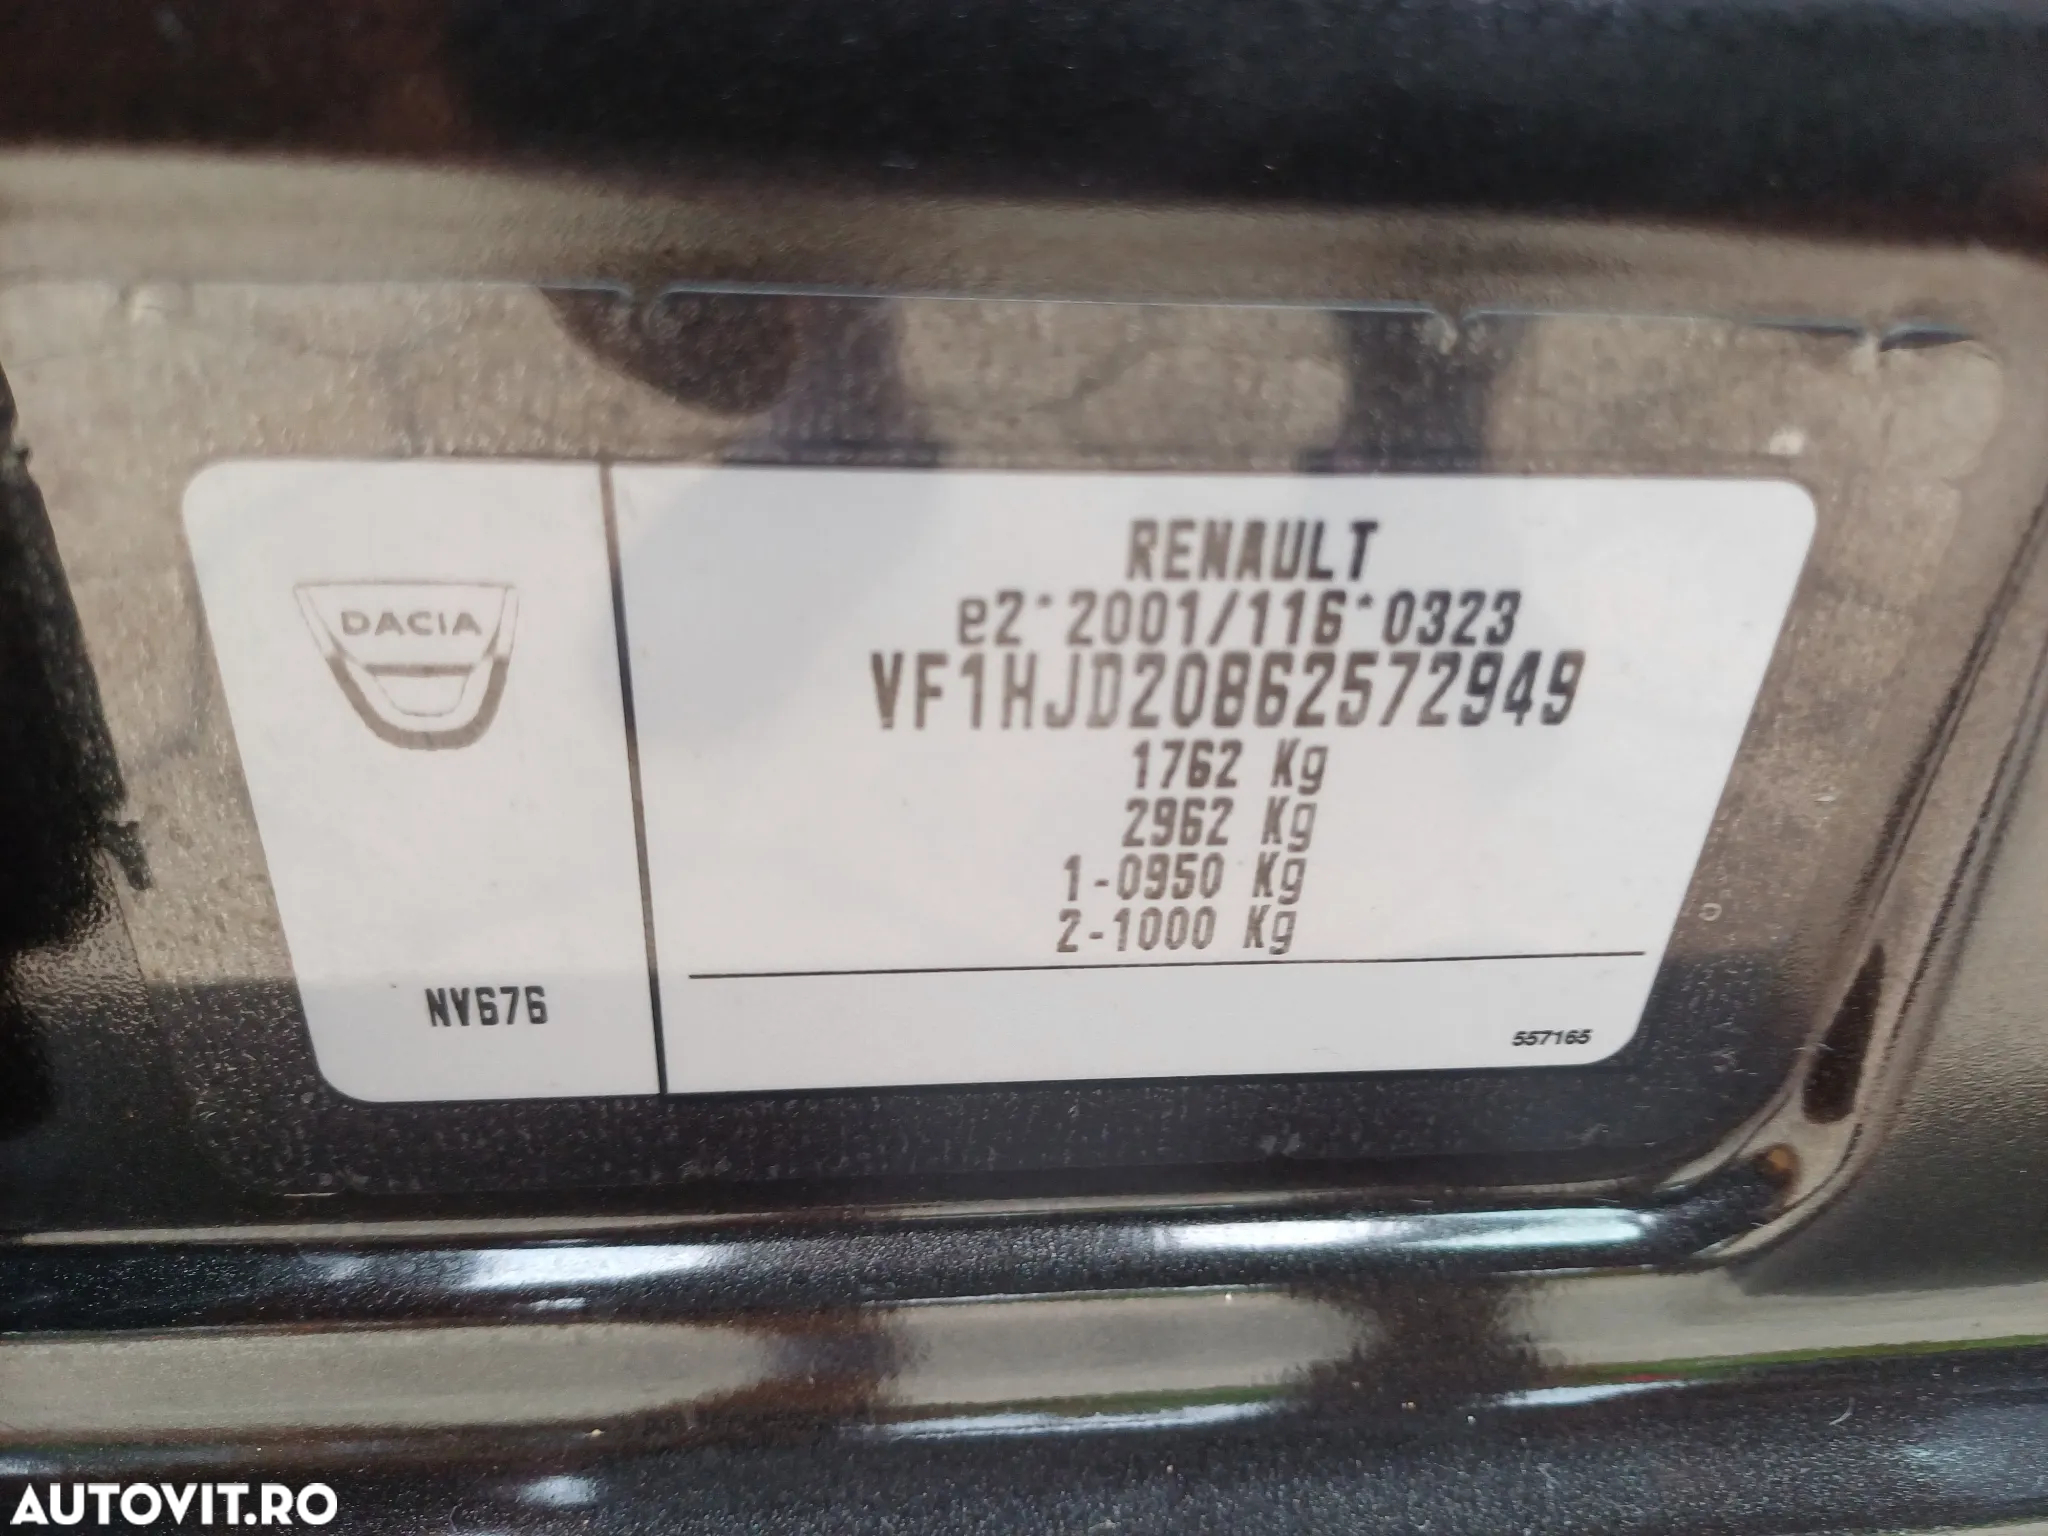 DACIA
NV676
RENAULT
e2*2001/116*0323
VF1HJD20862572949
1762 Kg
2962 Kg
1-0950 Kg
2-1000 Kg
557165
AUTOVIT.RO